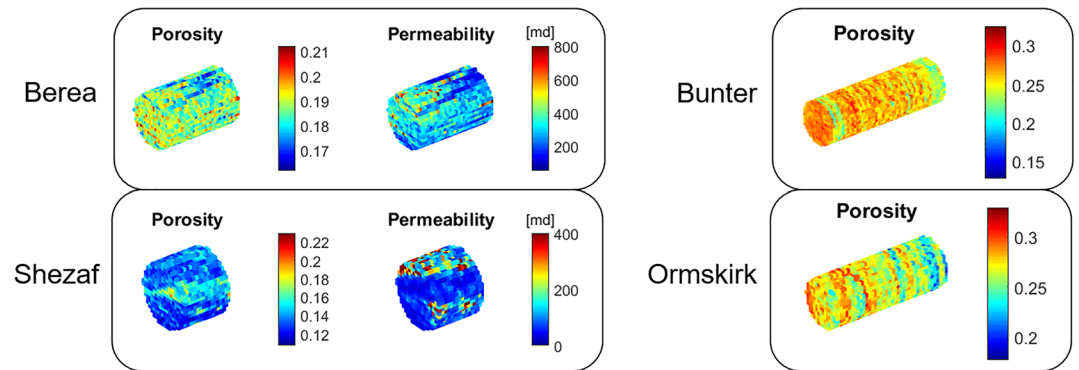 Berea
Porosity
0.21
0.2
0.19
0.18
0.17
Permeability
[md]
800
600
400
200
Bunter
Porosity
0.3
0.25
0.2
0.15
Shezaf
Porosity
0.22
0.2
0.18
0.16
0.14
0.12
Permeability
[md]
400
200
0
Ormskirk
Porosity
0.3
0.25
0.2